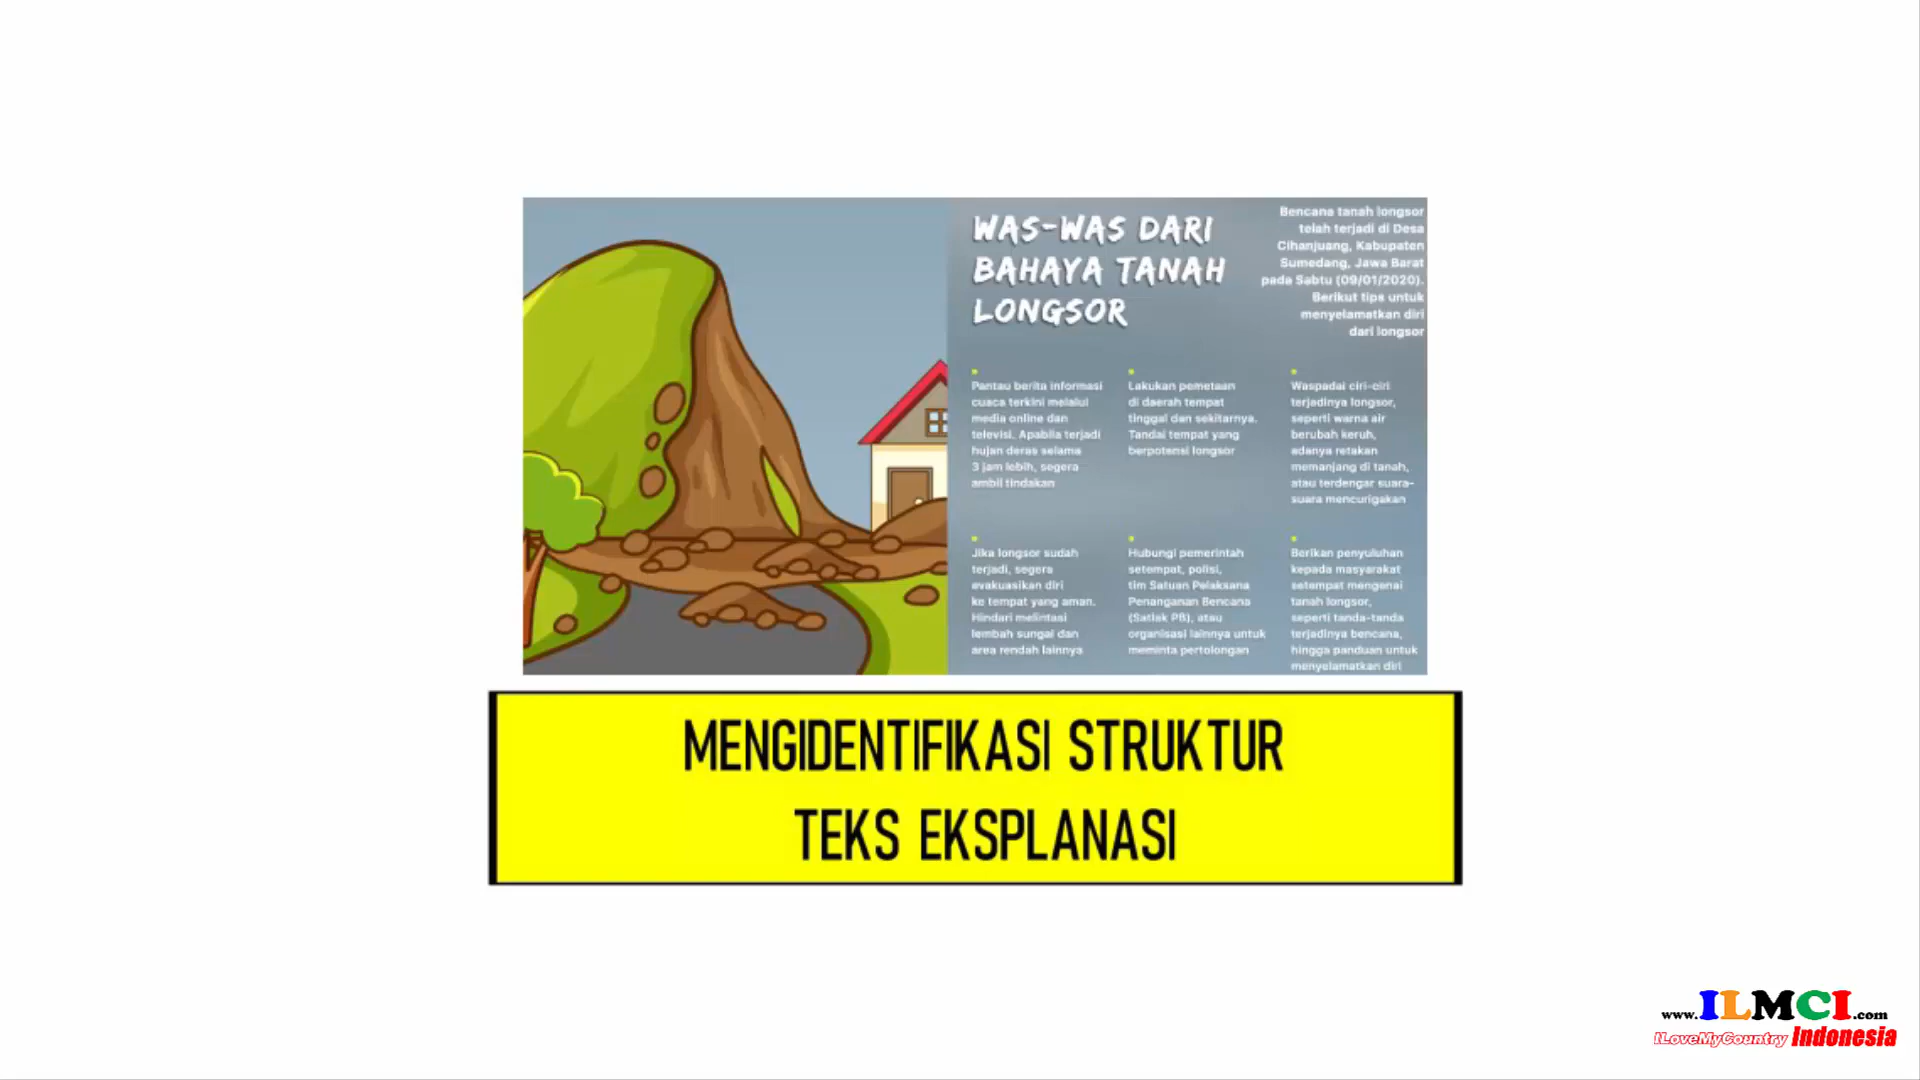 WAS-WAS DARI
BAHAYA TANAH
LONGSOR
Bencana tanah longsor
telah terjadi di Desa
Cihanjuang, Kabupaten
Sumedang, Jawa Barat
pada Sabtu (09/01/2020).
Berikut tips untuk
menyelamatkan diri
dari longsor
Pantau berita informasi
cuaca terkini melalui
media online dan
televisi. Apabila terjadi
hujan deras selama
3 jam lebih, segera
ambil tindakan
Lakukan pemetaan
di daerah tempat
tinggal dan sekitarnya.
Tandai tempat yang
berpotensi longsor
Waspadai ciri-ciri
terjadinya longsor,
seperti warna air
berubah keruh,
adanya retakan
memanjang di tanah,
atau terdengar suara-
suara mencurigakan
Jika longsor sudah
terjadi, segera
evakuasikan diri
ke tempat yang aman.
Hindari melintasi
lembah sungai dan
area rendah lainnya
Hubungi pemerintah
setempat, polisi,
tim Satuan Pelaksana
Penanganan Bencana
(Satlak PB), atau
organisasi lainnya untuk
meminta pertolongan
Berikan penyuluhan
kepada masyarakat
setempat mengenai
tanah longsor,
seperti tanda-tanda
terjadinya bencana,
hingga panduan untuk
menyelamatkan diri
MENGIDENTIFIKASI STRUKTUR
TEKS EKSPLANASI
www.ILMCI.com
ILoveMyCountry Indonesia